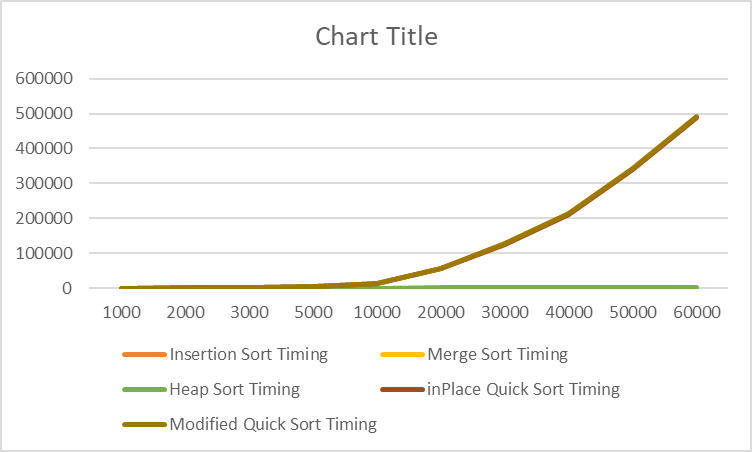 Chart Title
600000
500000
400000
300000
200000
100000
0
1000 2000 3000 5000 10000 20000 30000 40000 50000 60000
Insertion Sort Timing Merge Sort Timing
Heap Sort Timing inPlace Quick Sort Timing
Modified Quick Sort Timing